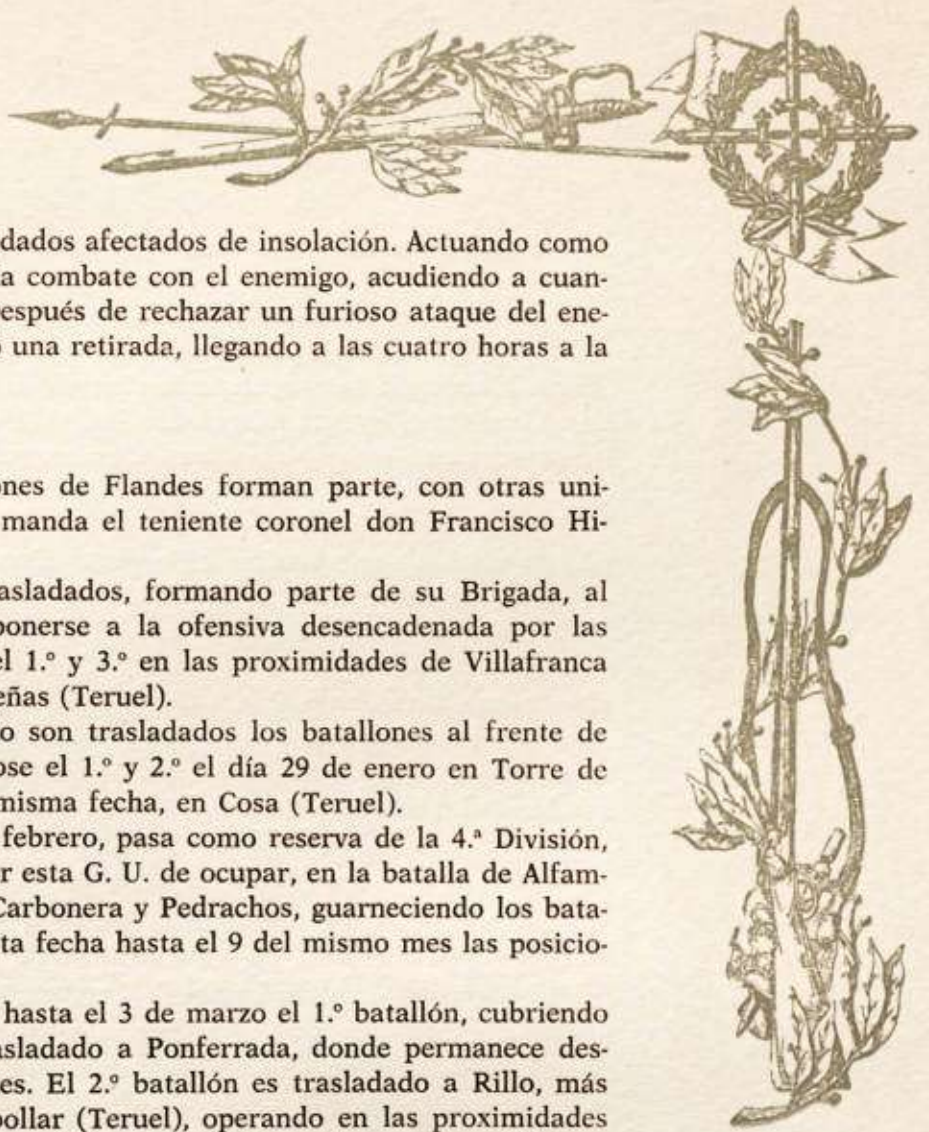 dados afectados de insolación. Actuando como
a combate con el enemigo, acudiendo a cuan-
espués de rechazar un furioso ataque del ene-
una retirada, llegando a las cuatro horas a la
nes de Flandes forman parte, con otras uni-
manda el teniente coronel don Francisco Hi-
asladados, formando parte de su Brigada, al
ponerse a la ofensiva desencadenada por las
el 1.º y 3.º en las proximidades de Villafranca
eñas (Teruel).
o son trasladados los batallones al frente de
ose el 1.º y 2.º el día 29 de enero en Torre de
misma fecha, en Cosa (Teruel).
febrero, pasa como reserva de la 4.ª División,
r esta G. U. de ocupar, en la batalla de Alfam-
Carbonera y Pedrachos, guarneciendo los bata-
ta fecha hasta el 9 del mismo mes las posicio-
hasta el 3 de marzo el 1.º batallón, cubriendo
asladado a Ponferrada, donde permanece des-
es. El 2.º batallón es trasladado a Rillo, más
ollar (Teruel), operando en las proximidades